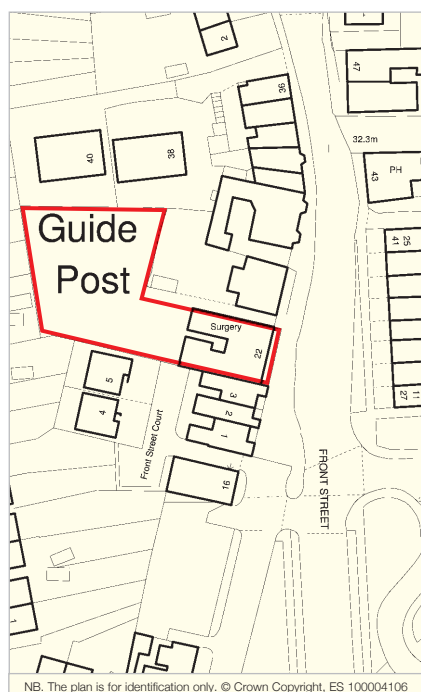 2
36
47
32.3m
PH
43
40
38
Guide
Post
25
41
Surgery
22
3
2
1
5
4
11
27
Front Street Court
16
FRONT STREET
1
NB. The plan is for identification only. © Crown Copyright, ES 100004106